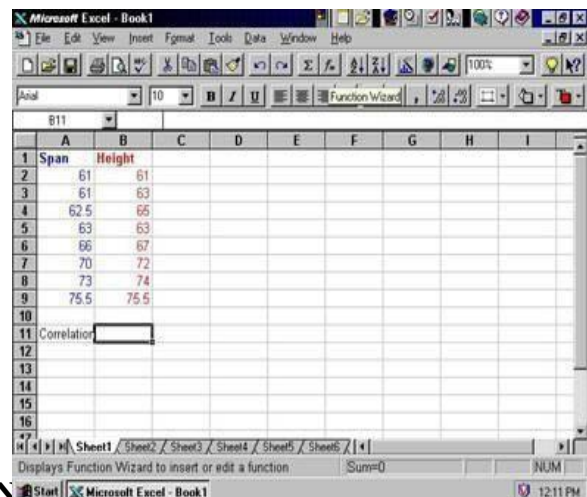 Microsoft Excel - Book1
File Edit View Insert Format Tools Data Window Help
100%
Arial 10 B I U Function Wizard
B11
A B C D E F G H I
1 Span Height
2 61 61
3 61 63
4 62.5 65
5 63 63
6 66 67
7 70 72
8 73 74
9 75.5 75.5
10
11 Correlation
12
13
14
15
16
17
Sheet1 Sheet2 Sheet3 Sheet4 Sheet5 Sheet6
Displays Function Wizard to insert or edit a function Sum=0 NUM
Start Microsoft Excel - Book1 12:11 PM